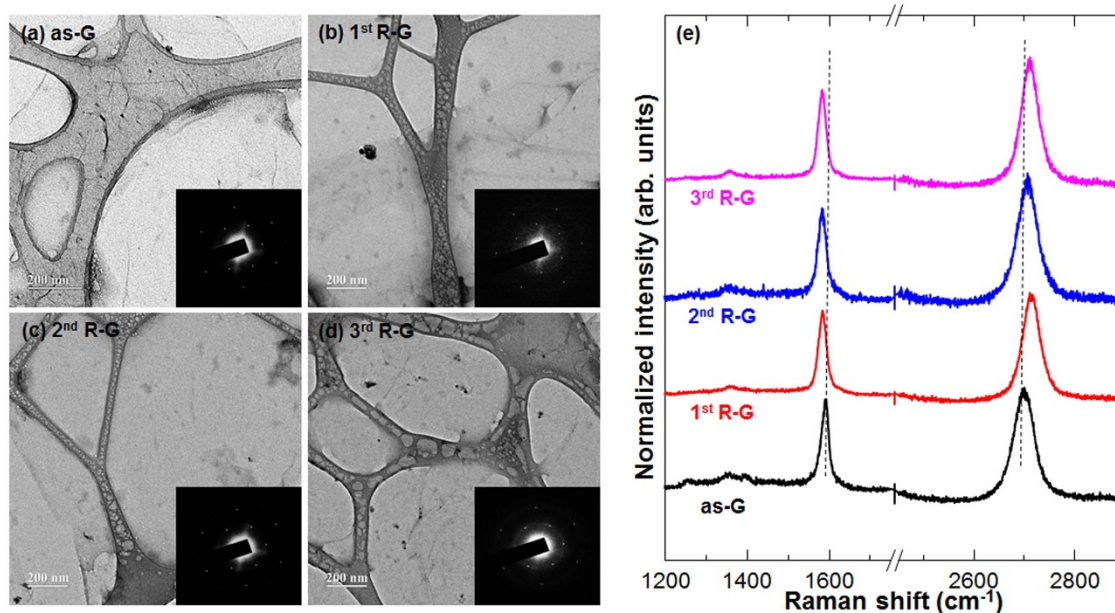 (a) as-G
200 nm
(b) 1st R-G
200 nm
(c) 2nd R-G
200 nm
(d) 3rd R-G
200 nm
(e)
Normalized intensity (arb. units)
3rd R-G
2nd R-G
1st R-G
as-G
1200 1400 1600 2600 2800
Raman shift (cm-1)